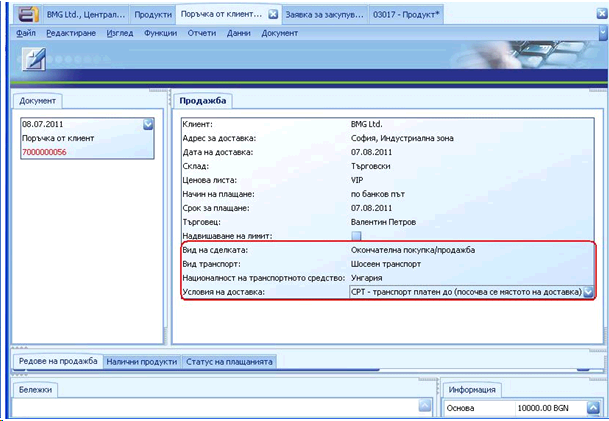 BMG Ltd., Централ... Продукти Поръчка от клиент... Заявка за закупув... 03017 - Продукт*
Файл Редактиране Изглед Функции Отчети Данни Документ
Документ
08.07.2011
Поръчка от клиент
7000000056
Продажба
Клиент: BMG Ltd.
Адрес за доставка: София, Индустриална зона
Дата на доставка: 07.08.2011
Склад: Търговски
Ценова листа: VIP
Начин на плащане: по банков път
Срок за плащане: 07.08.2011
Търговец: Валентин Петров
Надвишаване на лимит:
Вид на сделката: Окончателна покупка/продажба
Вид транспорт: Шосеен транспорт
Националност на транспортното средство: Унгария
Условия на доставка: CPT - транспорт платен до (посочва се мястото на доставка)
Редове на продажба Налични продукти Статус на плащанията
Бележки
Информация
Основа 10000.00 BGN